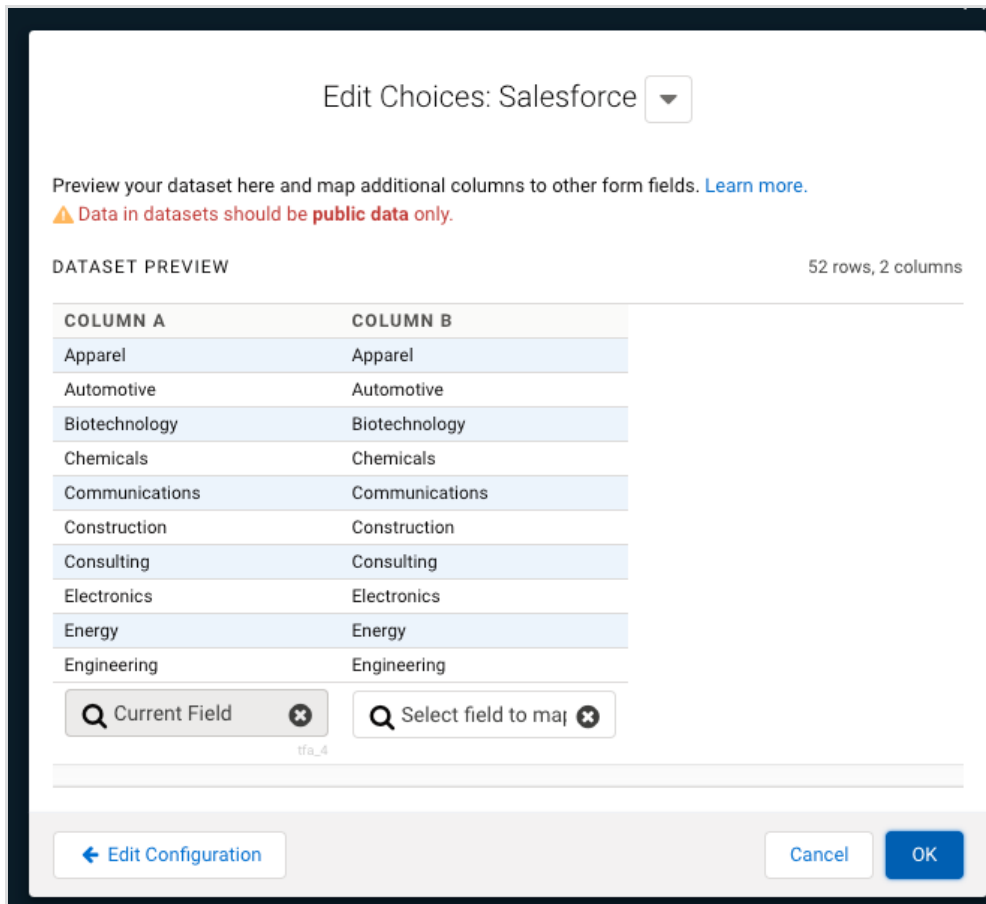 Edit Choices: Salesforce
Preview your dataset here and map additional columns to other form fields. Learn more.
Data in datasets should be public data only.
DATASET PREVIEW 52 rows, 2 columns
COLUMN A COLUMN B
Apparel Apparel
Automotive Automotive
Biotechnology Biotechnology
Chemicals Chemicals
Communications Communications
Construction Construction
Consulting Consulting
Electronics Electronics
Energy Energy
Engineering Engineering
Current Field Select field to map
tfa_4
Edit Configuration Cancel OK